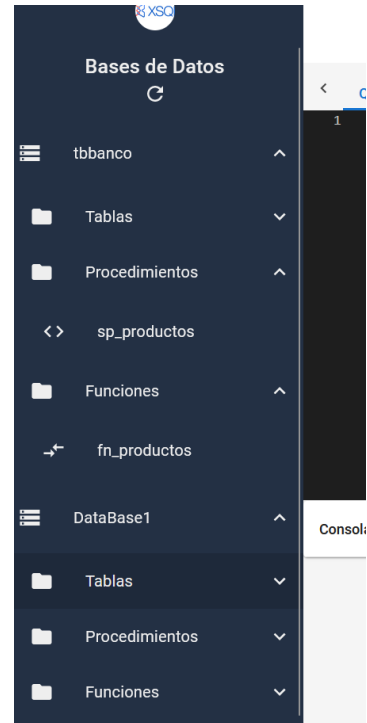 XSQ
Bases de Datos
tbbanco
Tablas
Procedimientos
sp_productos
Funciones
fn_productos
DataBase1
Tablas
Procedimientos
Funciones
1
Consola